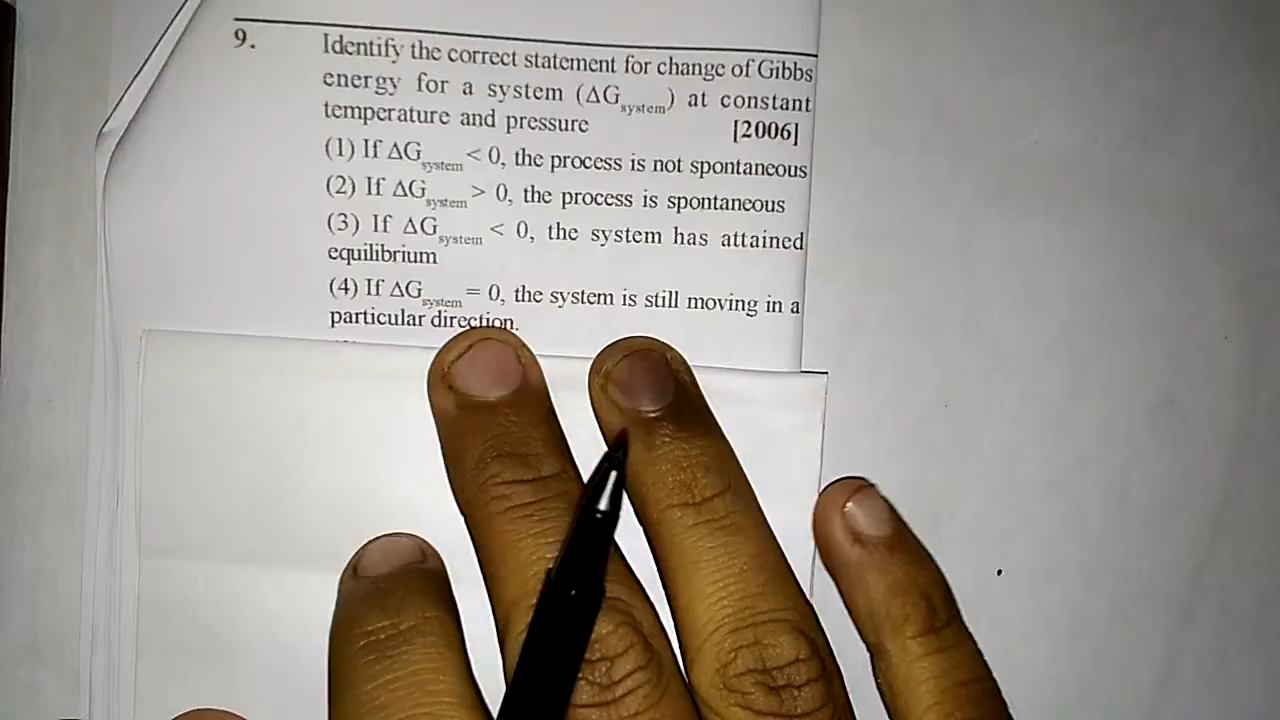 9. Identify the correct statement for change of Gibbs
energy for a system (ΔGsystem) at constant
temperature and pressure [2006]
(1) If ΔGsystem < 0, the process is not spontaneous
(2) If ΔGsystem > 0, the process is spontaneous
(3) If ΔGsystem < 0, the system has attained
equilibrium
(4) If ΔGsystem = 0, the system is still moving in a
particular direction.